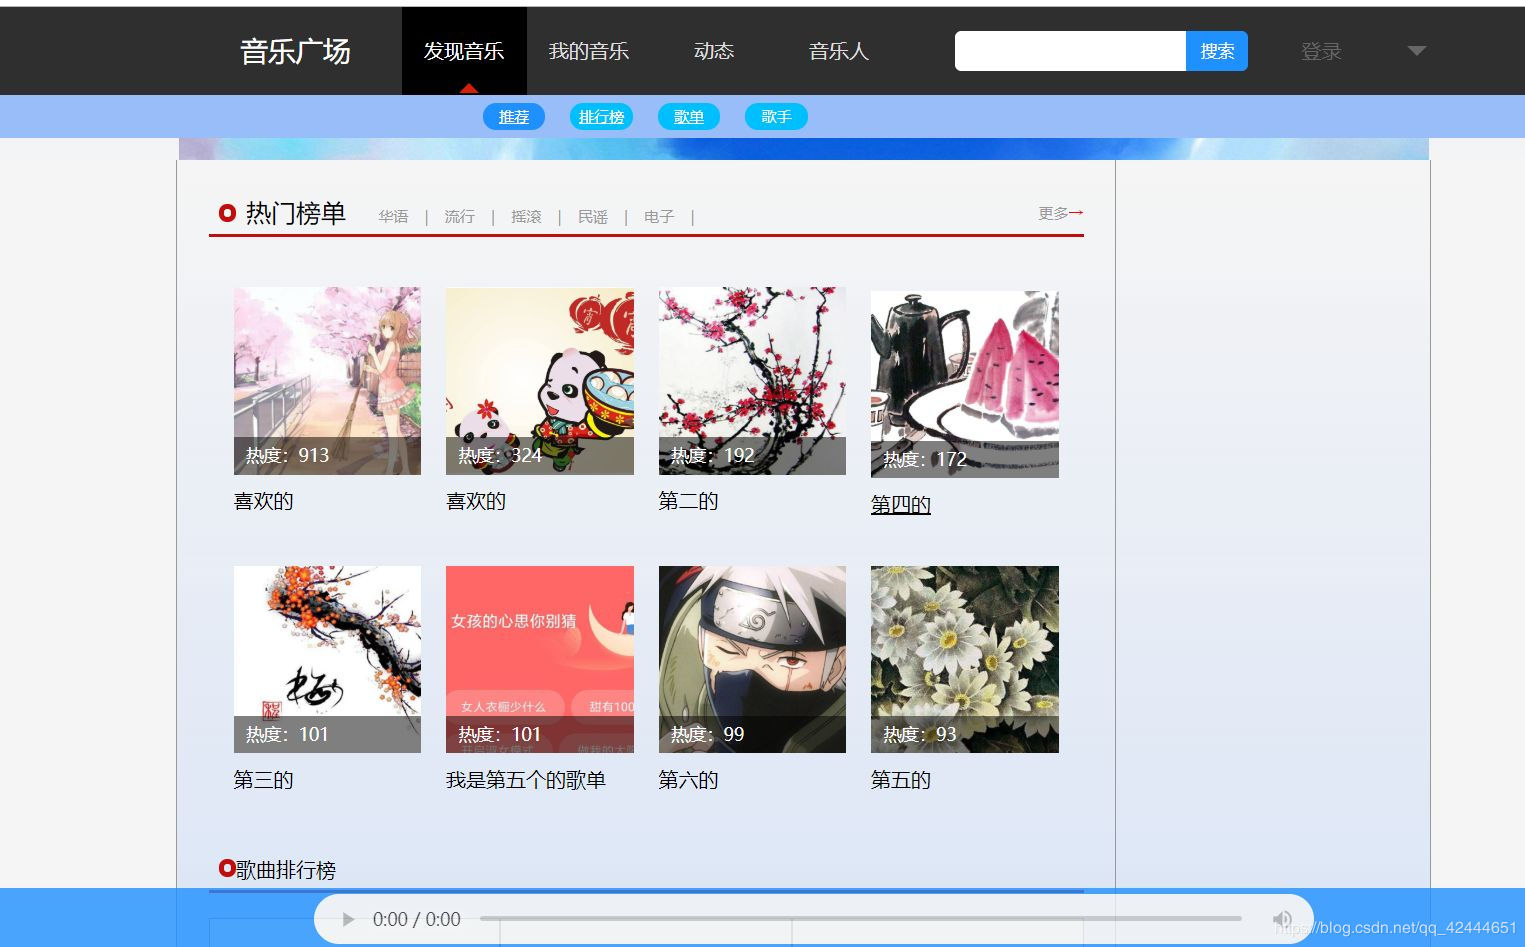 音乐广场 发现音乐 我的音乐 动态 音乐人 搜索 登录
推荐 排行榜 歌单 歌手
热门榜单 华语 | 流行 | 摇滚 | 民谣 | 电子 | 更多→
热度：913 热度：324 热度：192 热度：172
喜欢的 喜欢的 第二的 第四的
女孩的心思你别猜
女人衣橱少什么 甜有100
热度：101 热度：101 热度：99 热度：93
开启淑女模式
第三的 我是第五个的歌单 第六的 第五的
歌曲排行榜
0:00 / 0:00
https://blog.csdn.net/qq_42444651